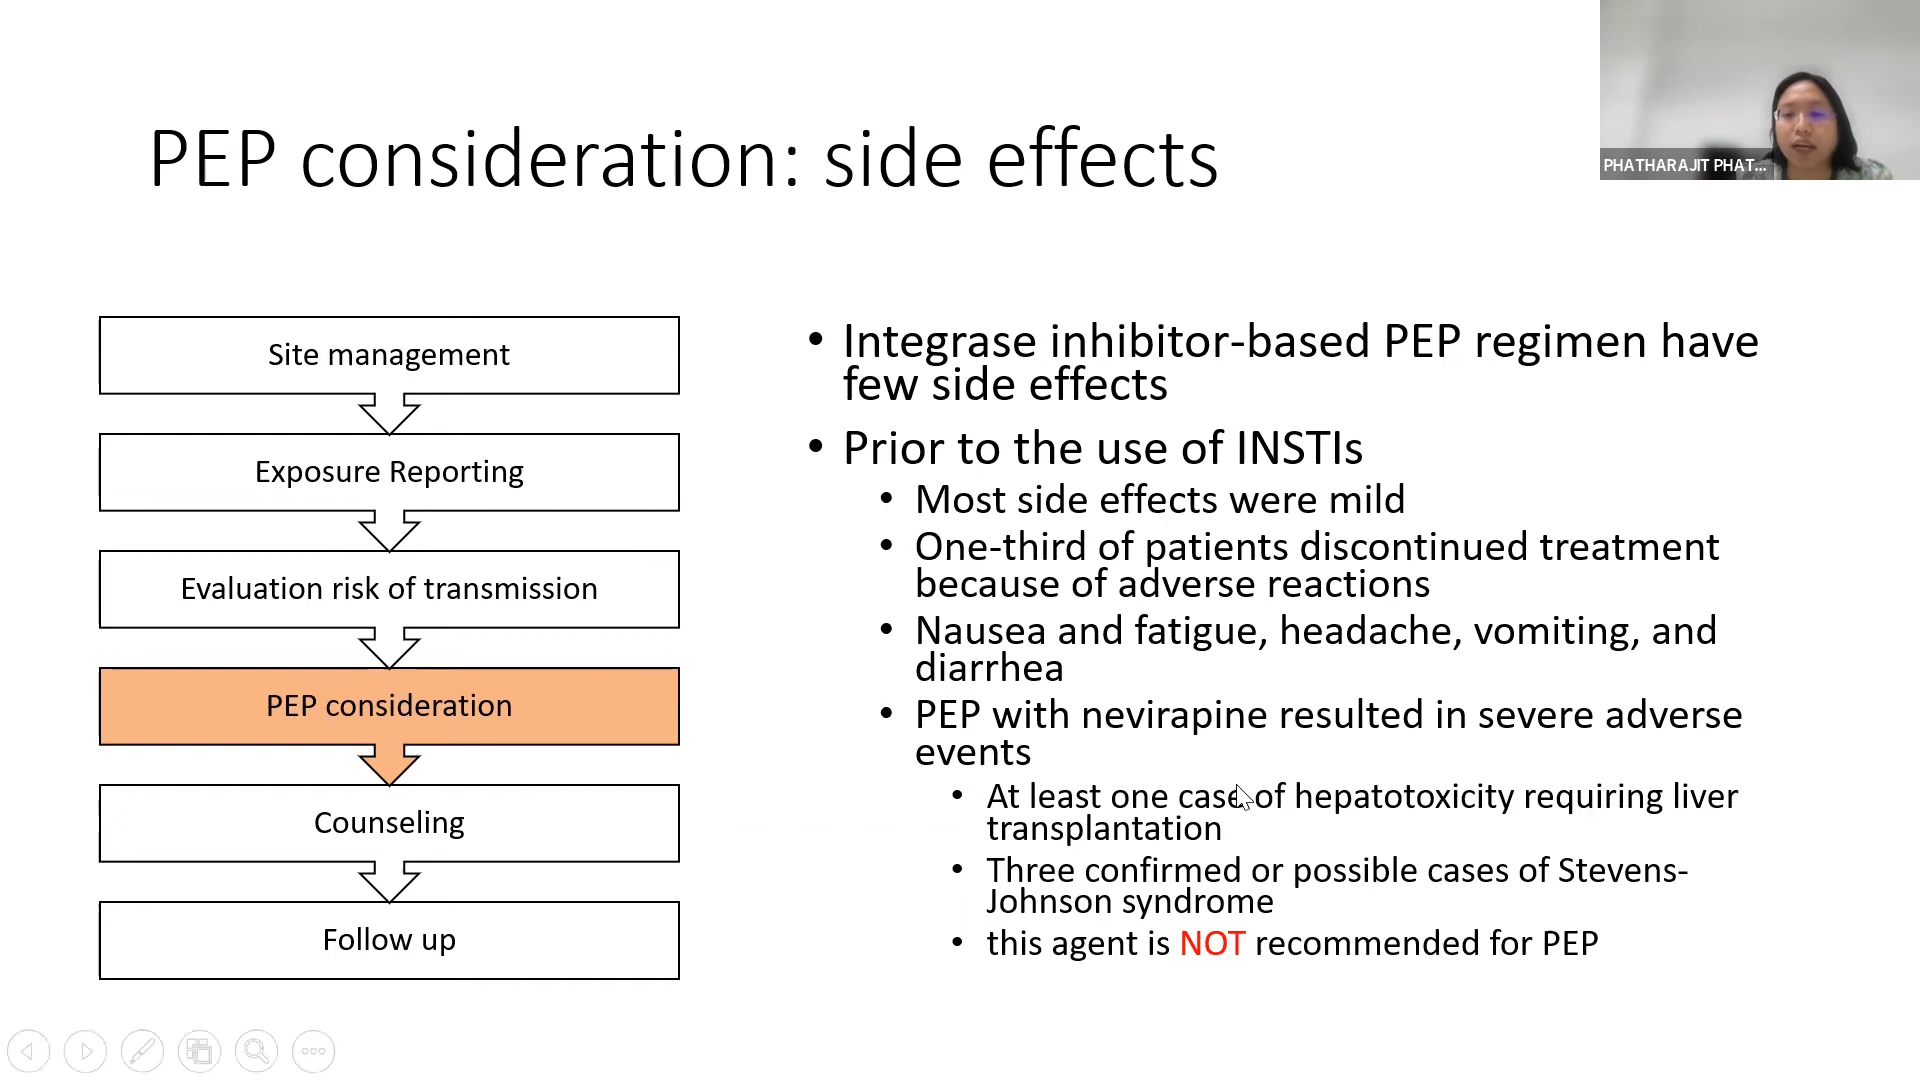 PHATHARAJIT PHAT...
PEP consideration: side effects
Site management
Exposure Reporting
Evaluation risk of transmission
PEP consideration
Counseling
Follow up
• Integrase inhibitor-based PEP regimen have
few side effects
• Prior to the use of INSTIs
• Most side effects were mild
• One-third of patients discontinued treatment
because of adverse reactions
• Nausea and fatigue, headache, vomiting, and
diarrhea
• PEP with nevirapine resulted in severe adverse
events
• At least one case of hepatotoxicity requiring liver
transplantation
• Three confirmed or possible cases of Stevens-
Johnson syndrome
• this agent is NOT recommended for PEP